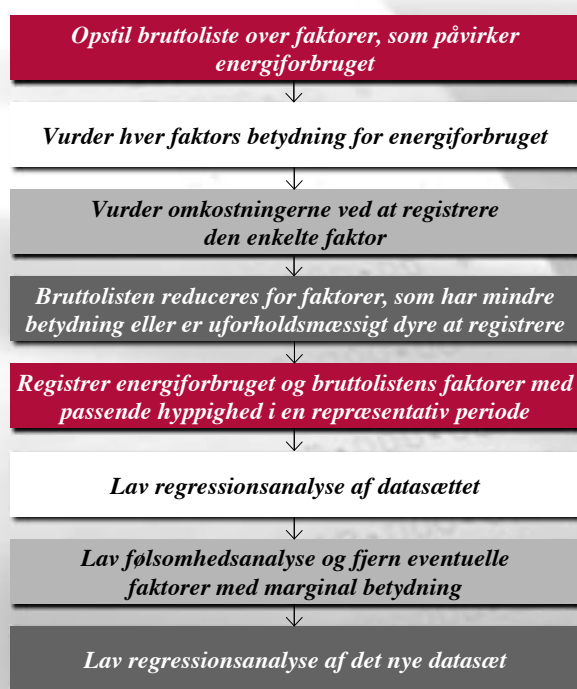 Opstil bruttoliste over faktorer, som påvirker
energiforbruget
Vurder hver faktors betydning for energiforbruget
Vurder omkostningerne ved at registrere
den enkelte faktor
Bruttolisten reduceres for faktorer, som har mindre
betydning eller er uforholdsmæssigt dyre at registrere
Registrer energiforbruget og bruttolistens faktorer med
passende hyppighed i en repræsentativ periode
Lav regressionsanalyse af datasættet
Lav følsomhedsanalyse og fjern eventuelle
faktorer med marginal betydning
Lav regressionsanalyse af det nye datasæt